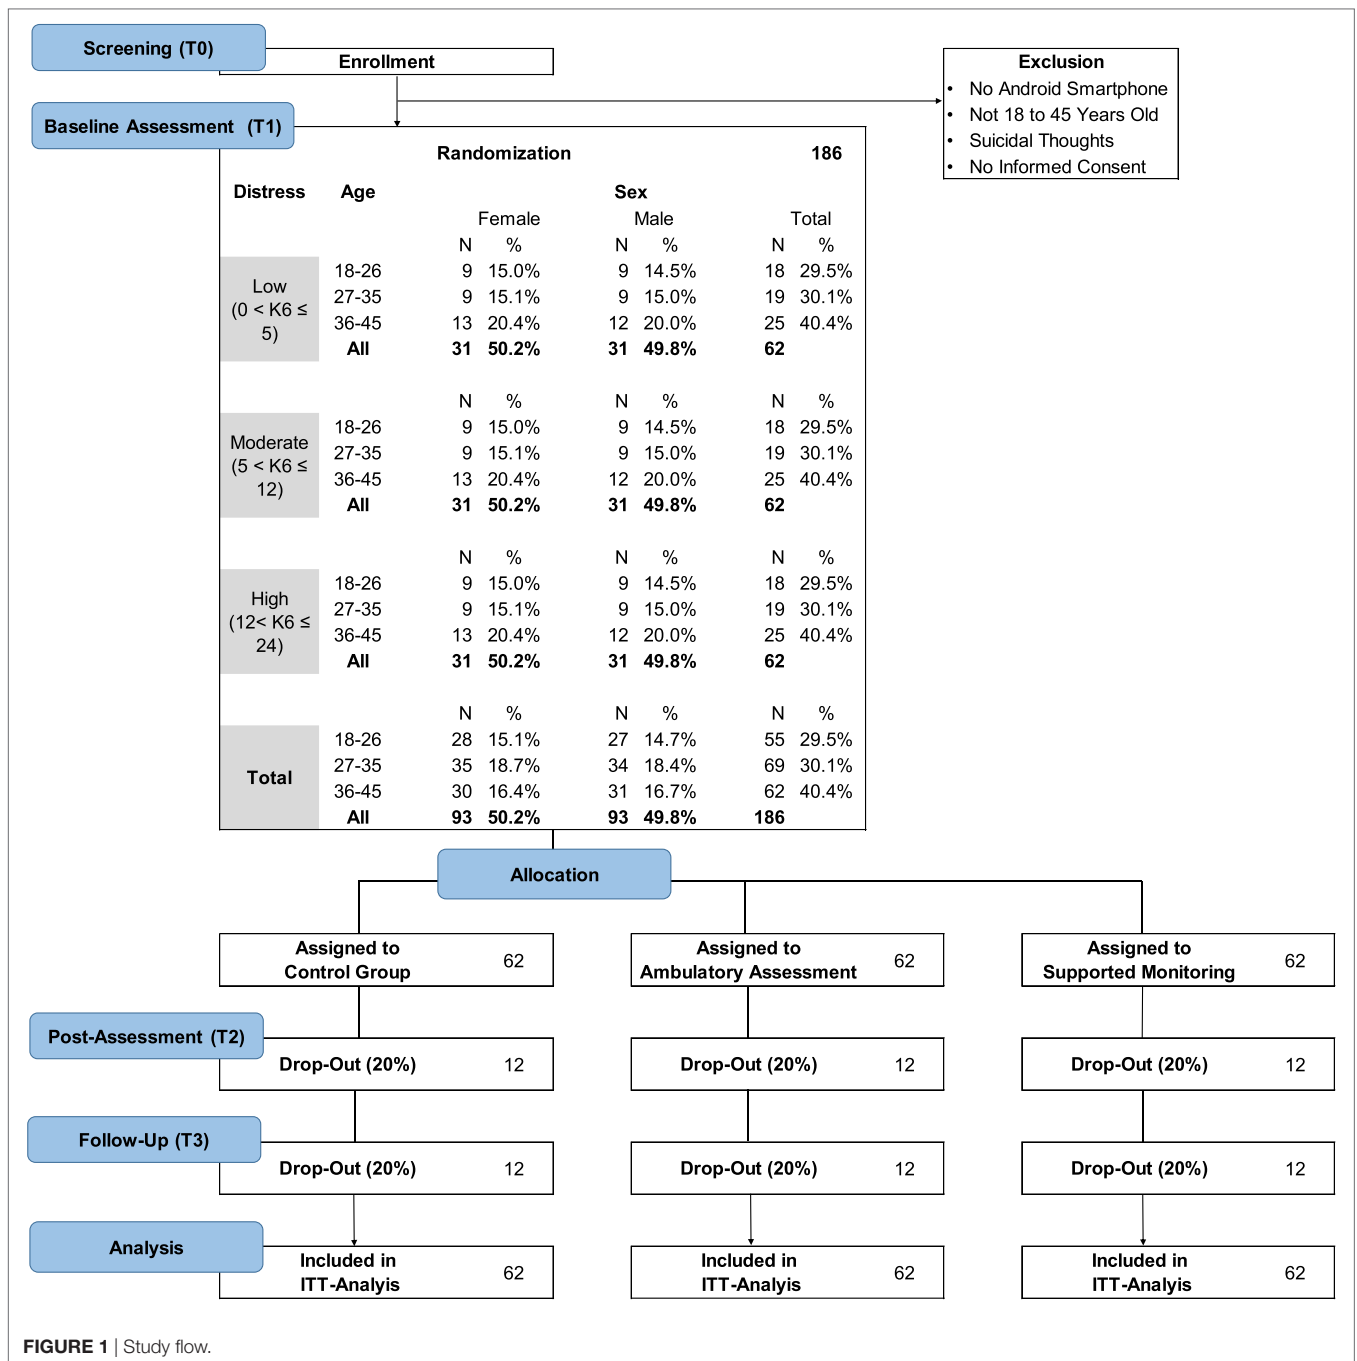 Screening (T0)
Enrollment
Exclusion
• No Android Smartphone
• Not 18 to 45 Years Old
• Suicidal Thoughts
• No Informed Consent
Baseline Assessment (T1)
Randomization 186
Distress Age Sex
Female Male Total
N % N % N %
Low
(0 < K6 ≤
5)
18-26 9 15.0% 9 14.5% 18 29.5%
27-35 9 15.1% 9 15.0% 19 30.1%
36-45 13 20.4% 12 20.0% 25 40.4%
All 31 50.2% 31 49.8% 62
N % N % N %
Moderate
(5 < K6 ≤
12)
18-26 9 15.0% 9 14.5% 18 29.5%
27-35 9 15.1% 9 15.0% 19 30.1%
36-45 13 20.4% 12 20.0% 25 40.4%
All 31 50.2% 31 49.8% 62
N % N % N %
High
(12< K6 ≤
24)
18-26 9 15.0% 9 14.5% 18 29.5%
27-35 9 15.1% 9 15.0% 19 30.1%
36-45 13 20.4% 12 20.0% 25 40.4%
All 31 50.2% 31 49.8% 62
N % N % N %
Total
18-26 28 15.1% 27 14.7% 55 29.5%
27-35 35 18.7% 34 18.4% 69 30.1%
36-45 30 16.4% 31 16.7% 62 40.4%
All 93 50.2% 93 49.8% 186
Allocation
Assigned to
Control Group 62
Assigned to
Ambulatory Assessment 62
Assigned to
Supported Monitoring 62
Post-Assessment (T2)
Drop-Out (20%) 12
Drop-Out (20%) 12
Drop-Out (20%) 12
Follow-Up (T3)
Drop-Out (20%) 12
Drop-Out (20%) 12
Drop-Out (20%) 12
Analysis
Included in
ITT-Analyis 62
Included in
ITT-Analyis 62
Included in
ITT-Analyis 62
FIGURE 1 | Study flow.